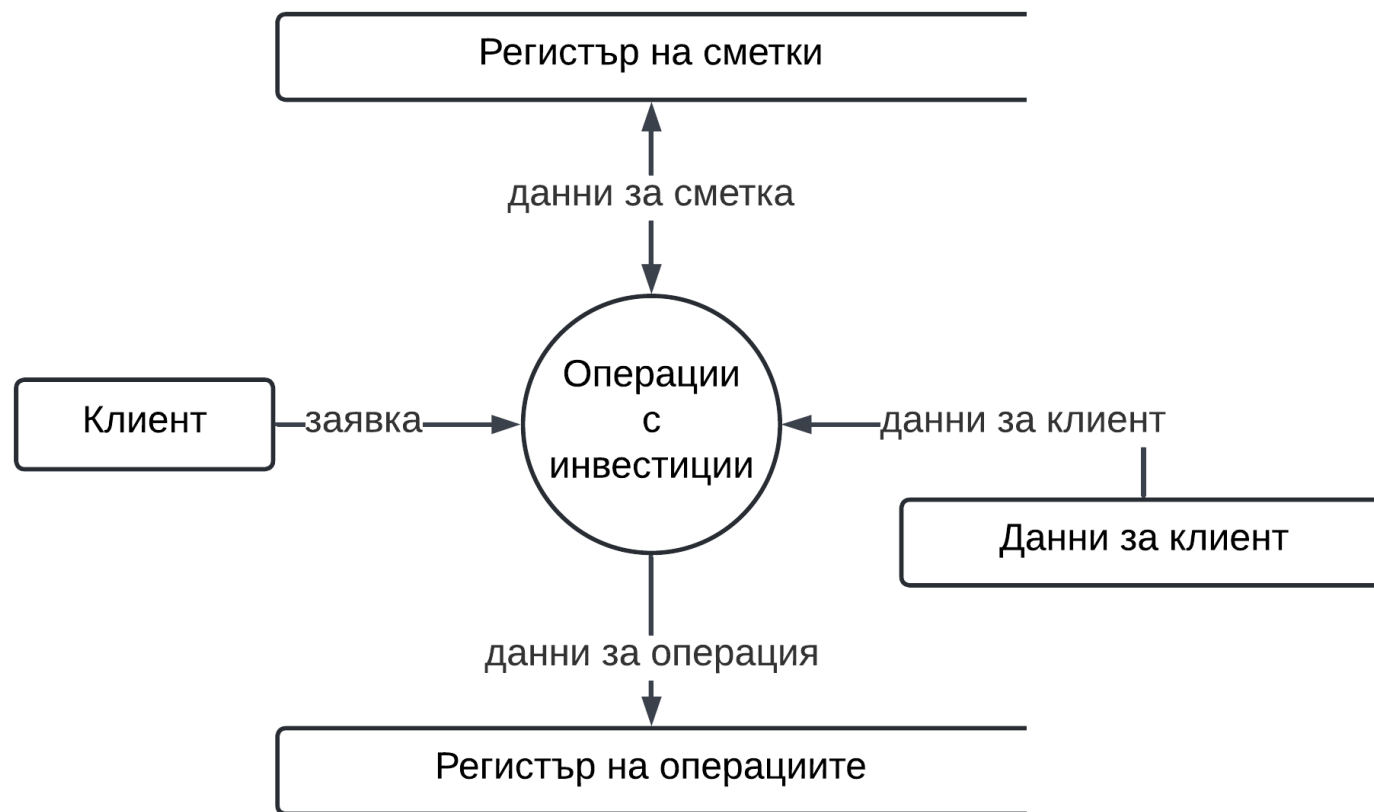 Регистър на сметки
данни за сметка
Операции
с
инвестиции
Клиент
заявка
данни за клиент
Данни за клиент
данни за операция
Регистър на операциите